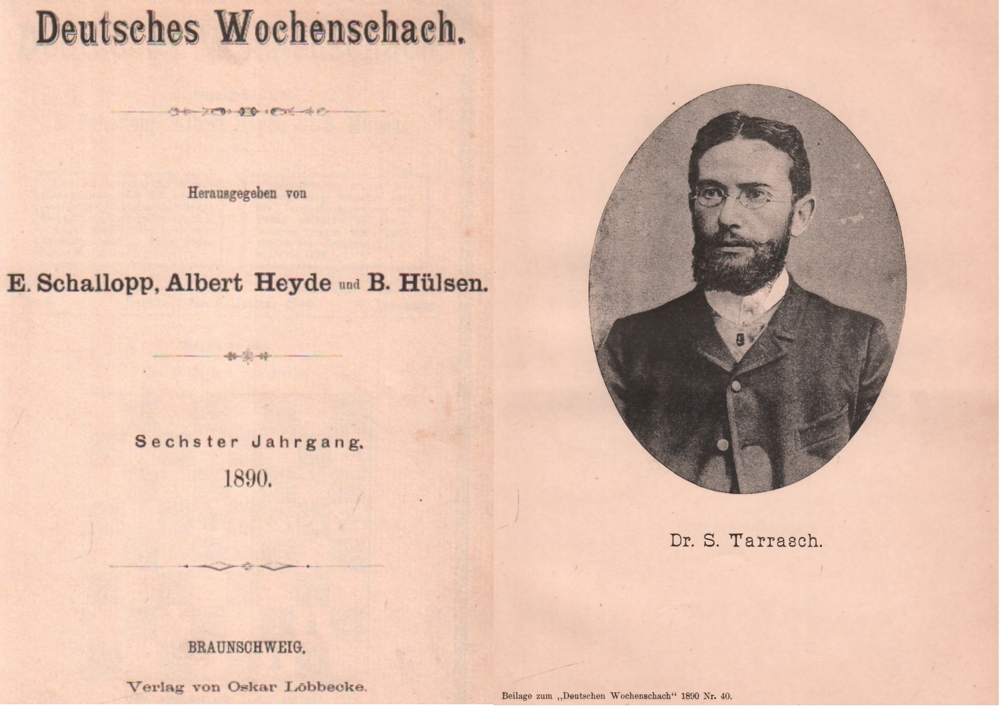 Deutsches Wochenschach.
Herausgegeben von
E. Schallopp, Albert Heyde und B. Hülsen.
Sechster Jahrgang.
1890.
BRAUNSCHWEIG.
Verlag von Oskar Löbbecke.
Dr. S. Tarrasch.
Beilage zum „Deutschen Wochenschach“ 1890 Nr. 40.